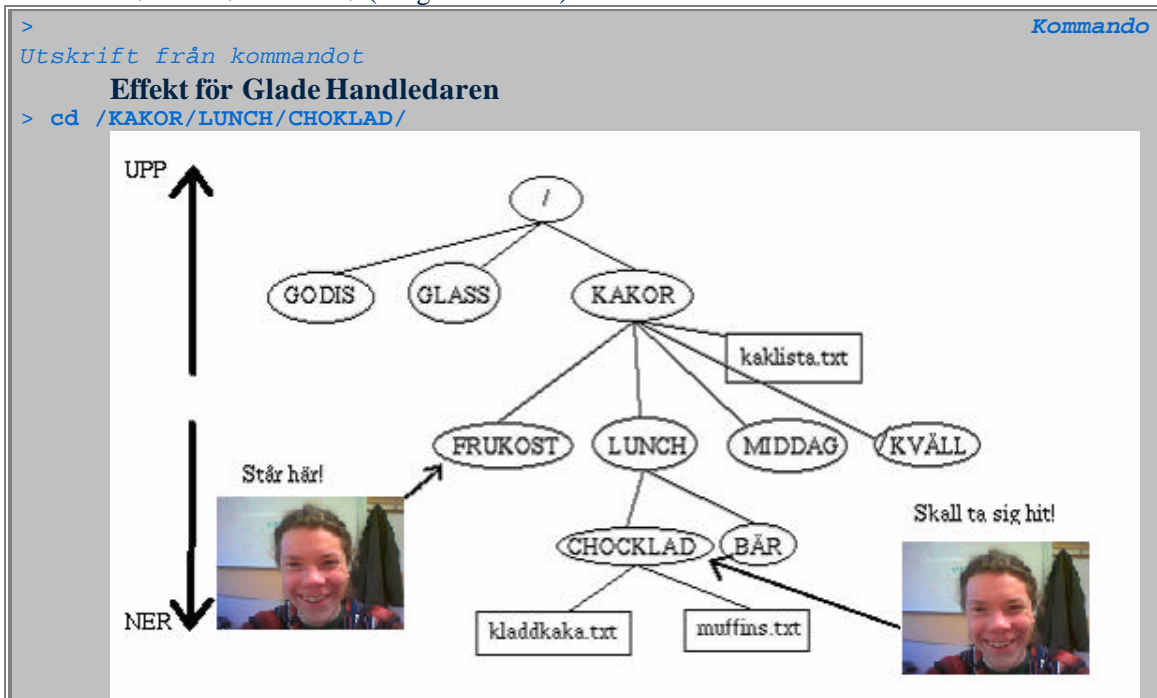 > Kommando
Utskrift från kommandot
Effekt för Glade Handledaren
> cd /KAKOR/LUNCH/CHOKLAD/
UPP
/
GODIS GLASS KAKOR
kaklista.txt
FRUKOST LUNCH MIDDAG KVÄLL
Står här!
Skall ta sig hit!
CHOCKLAD BÄR
NER
kladdkaka.txt muffins.txt